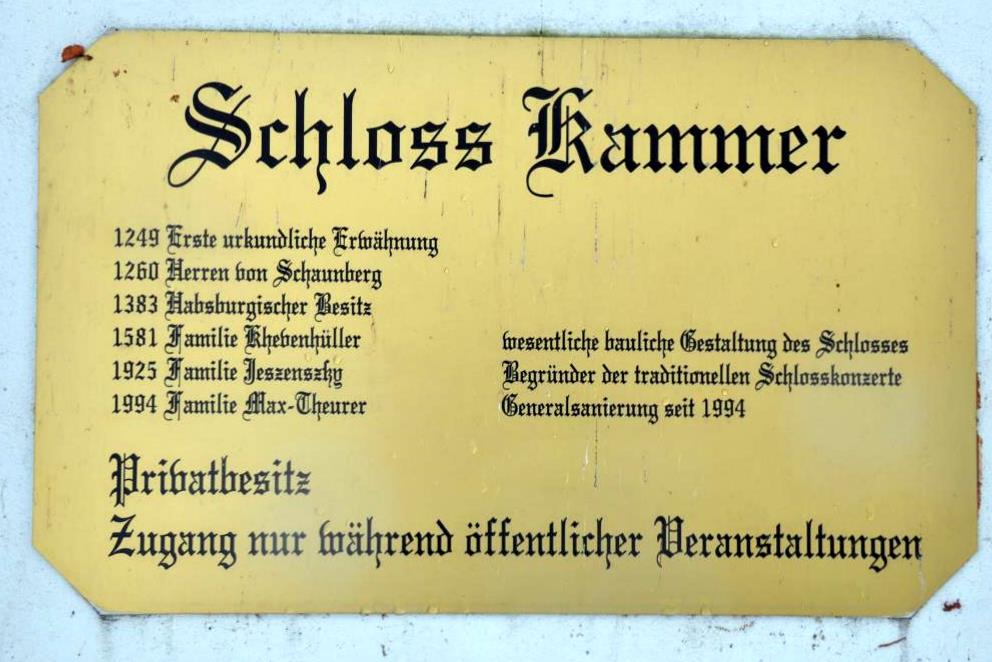 Schloss Kammer
1249 Erste urkundliche Erwähnung
1260 Herren von Schaunberg
1383 Habsburgischer Besitz
1581 Familie Khevenhüller wesentliche bauliche Gestaltung des Schlosses
1925 Familie Jeszenszky Begründer der traditionellen Schlosskonzerte
1994 Familie Max-Theurer Generalsanierung seit 1994
Privatbesitz
Zugang nur während öffentlicher Veranstaltungen